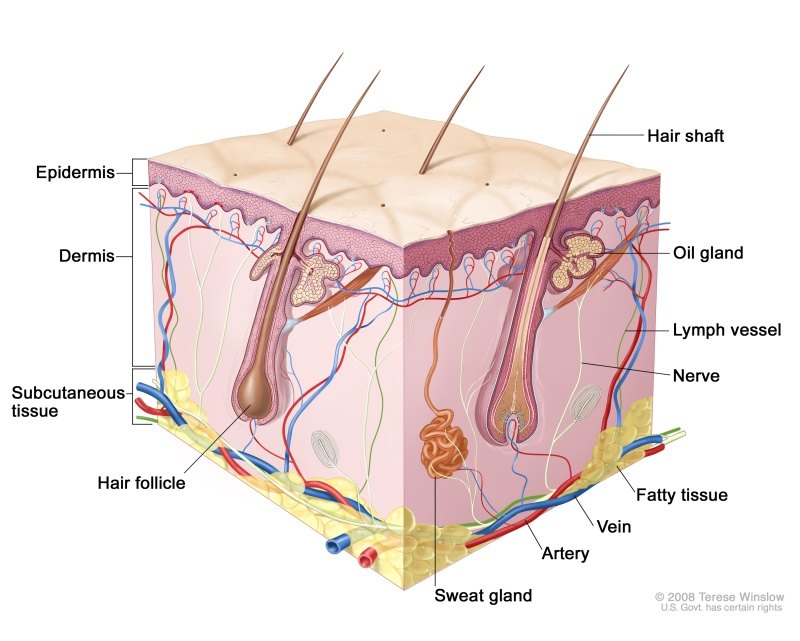 Hair shaft
Epidermis
Dermis
Oil gland
Lymph vessel
Nerve
Subcutaneous
tissue
Hair follicle
Fatty tissue
Vein
Artery
Sweat gland
© 2008 Terese Winslow
U.S. Govt. has certain rights